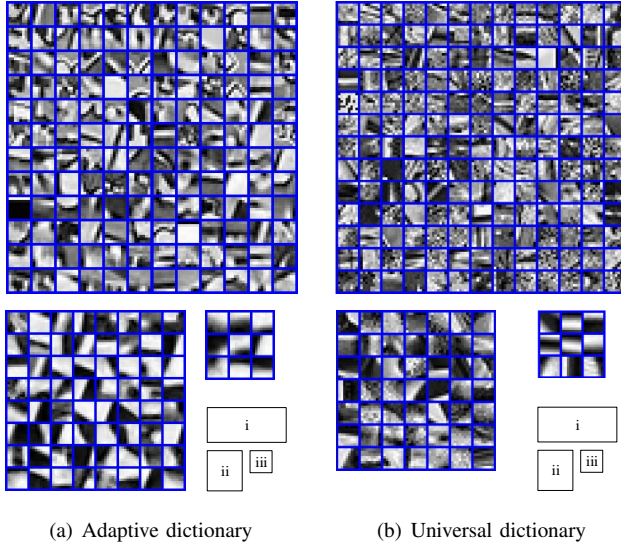 i
ii
iii
i
ii
iii
(a) Adaptive dictionary
(b) Universal dictionary